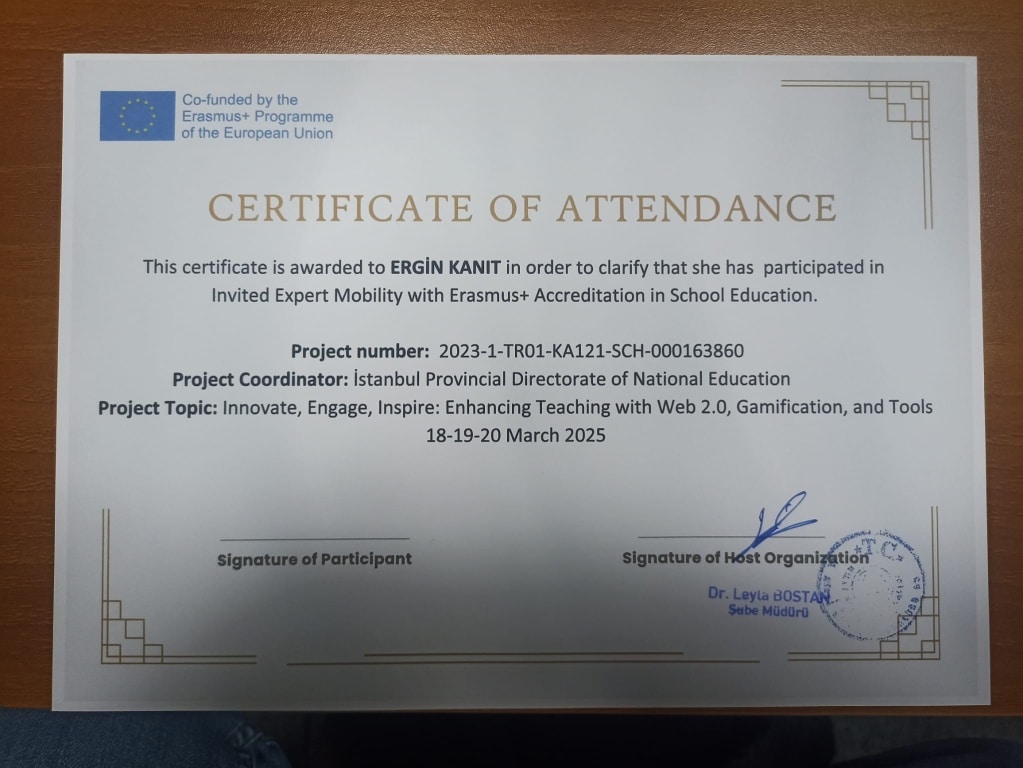 Co-funded by the
Erasmus+ Programme
of the European Union
CERTIFICATE OF ATTENDANCE
This certificate is awarded to ERGİN KANIT in order to clarify that she has participated in
Invited Expert Mobility with Erasmus+ Accreditation in School Education.
Project number: 2023-1-TR01-KA121-SCH-000163860
Project Coordinator: İstanbul Provincial Directorate of National Education
Project Topic: Innovate, Engage, Inspire: Enhancing Teaching with Web 2.0, Gamification, and Tools
18-19-20 March 2025
Signature of Participant
Signature of Host Organization
Dr. Leyla BOSTAN
Şube Müdürü
T.C.